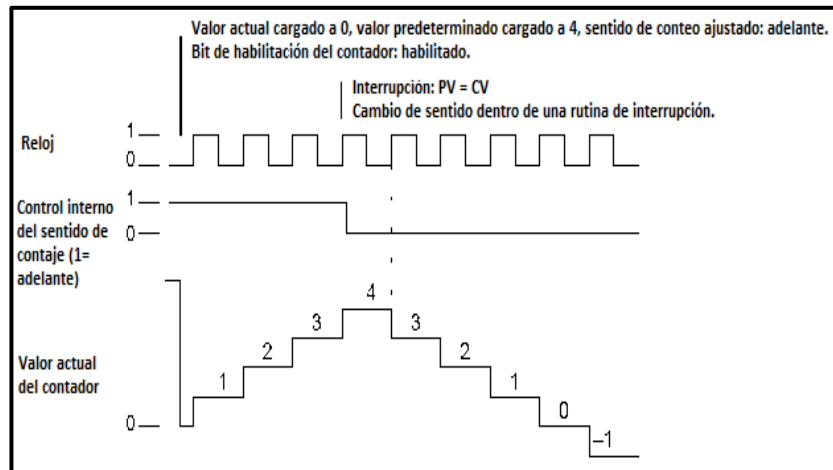 Valor actual cargado a 0, valor predeterminado cargado a 4, sentido de conteo ajustado: adelante.
Bit de habilitación del contador: habilitado.
Interrupción: PV = CV
Cambio de sentido dentro de una rutina de interrupción.
Reloj
1
0
Control interno
del sentido de
contaje (1=
adelante)
1
0
Valor actual
del contador
0
1
2
3
4
3
2
1
0
–1